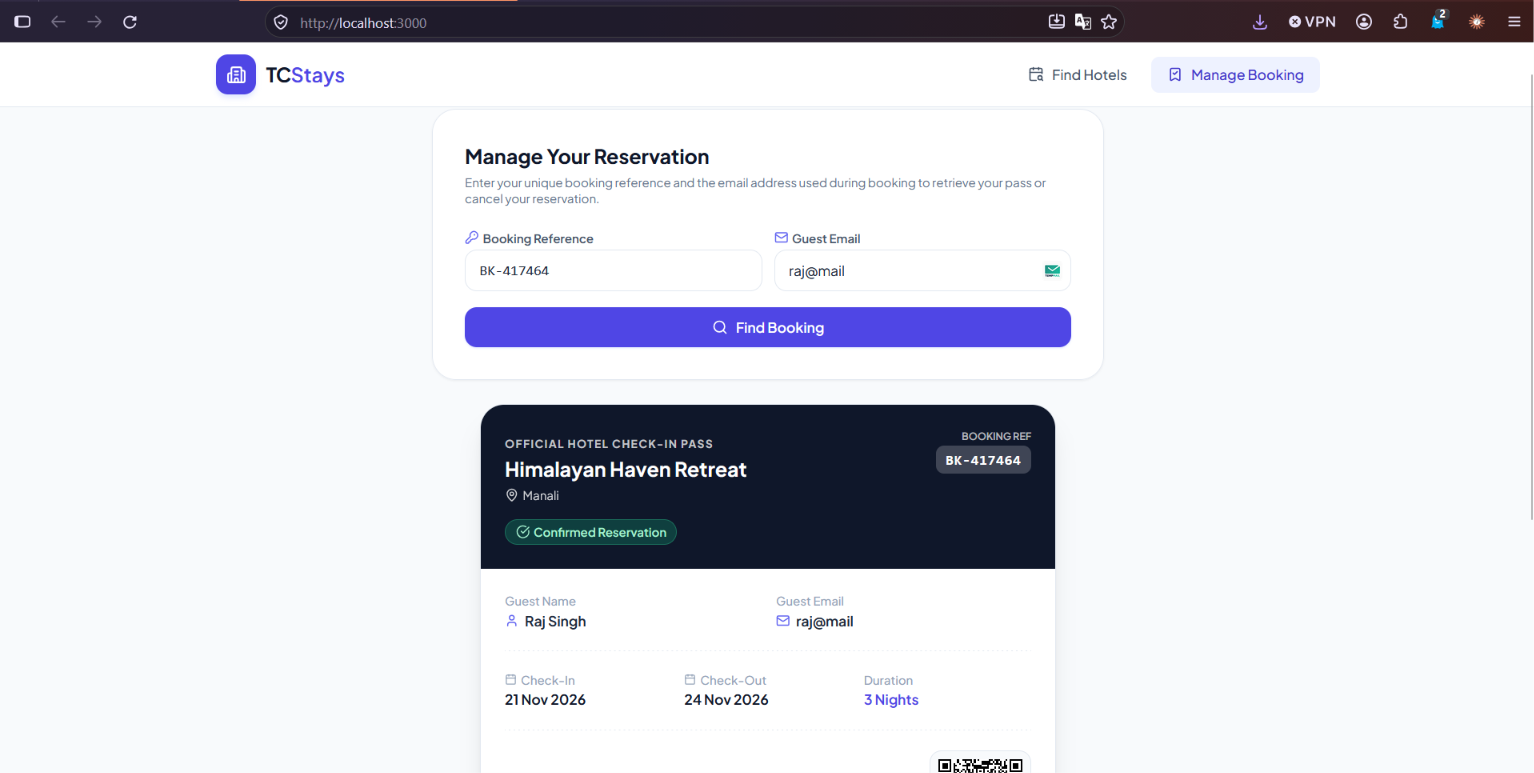 http://localhost:3000
VPN
2
TCStays
Find Hotels
Manage Booking
Manage Your Reservation
Enter your unique booking reference and the email address used during booking to retrieve your pass or
cancel your reservation.
Booking Reference
Guest Email
BK-417464
raj@mail
Find Booking
OFFICIAL HOTEL CHECK-IN PASS
BOOKING REF
Himalayan Haven Retreat
BK-417464
Manali
Confirmed Reservation
Guest Name
Guest Email
Raj Singh
raj@mail
Check-In
Check-Out
Duration
21 Nov 2026
24 Nov 2026
3 Nights